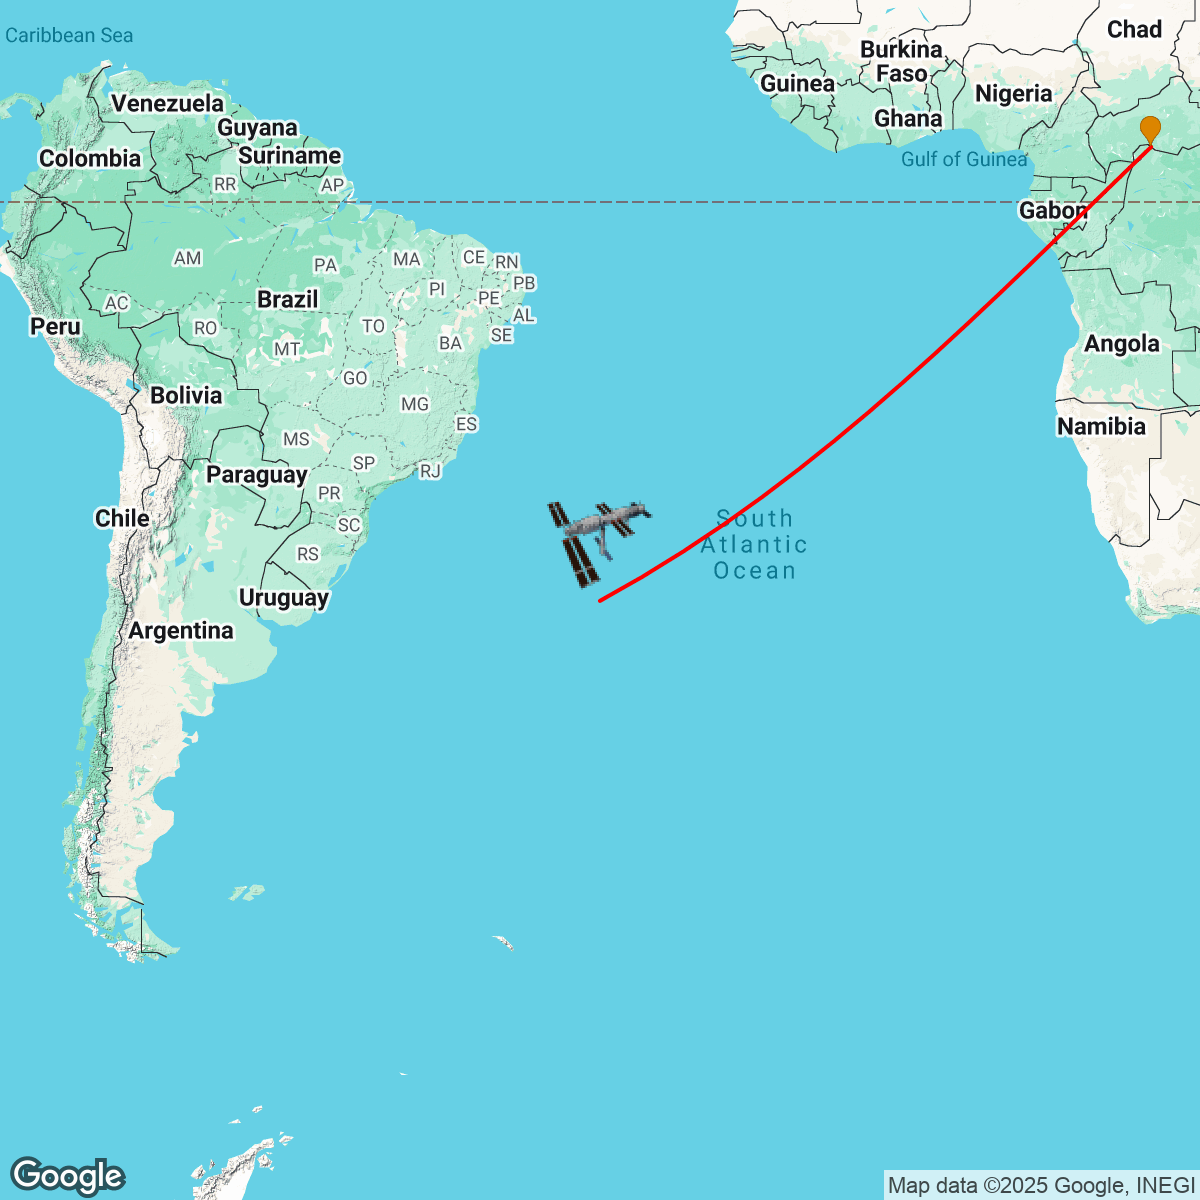 Caribbean Sea
Chad
Burkina
Faso
Guinea
Nigeria
Venezuela
Ghana
Guyana
Colombia
Suriname
Gulf of Guinea
RR
AP
Gabon
AM
PA
MA
CE
RN
PI
PB
PE
AC
Brazil
AL
Peru
RO
TO
SE
MT
BA
Angola
GO
Bolivia
MG
ES
Namibia
MS
SP
RJ
Paraguay
PR
Chile
SC
South
Atlantic
Ocean
RS
Uruguay
Argentina
Google
Map data ©2025 Google, INEGI